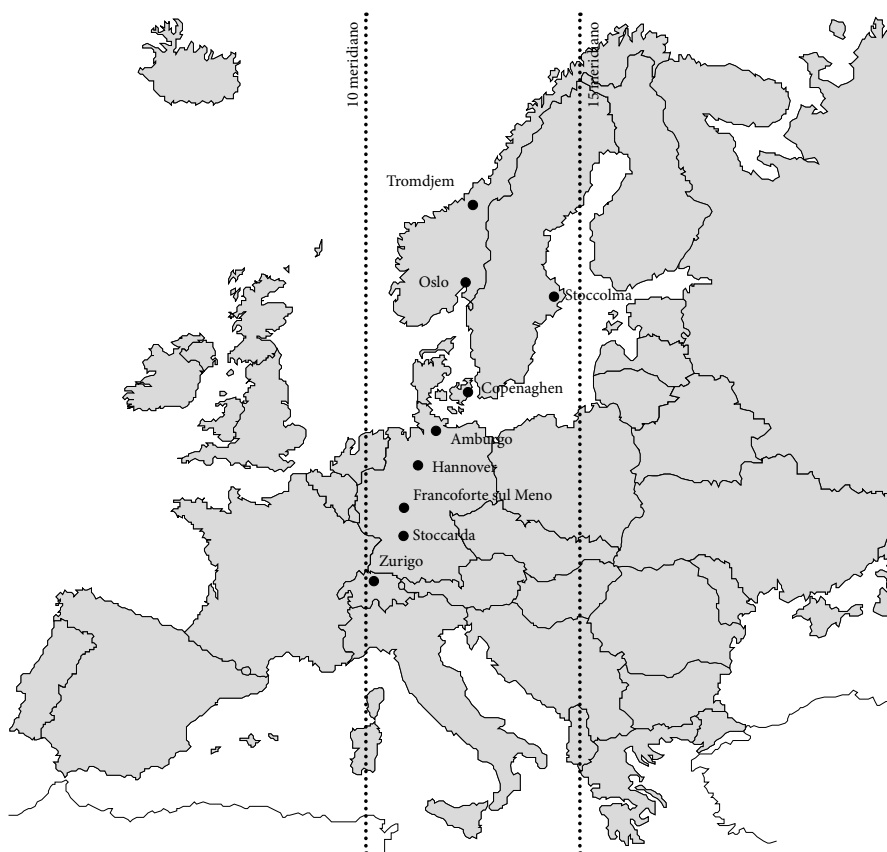 10 meridiano
15 meridiano
Tromdjem
Oslo
Stoccolma
Copenaghen
Amburgo
Hannover
Francoforte sul Meno
Stoccarda
Zurigo